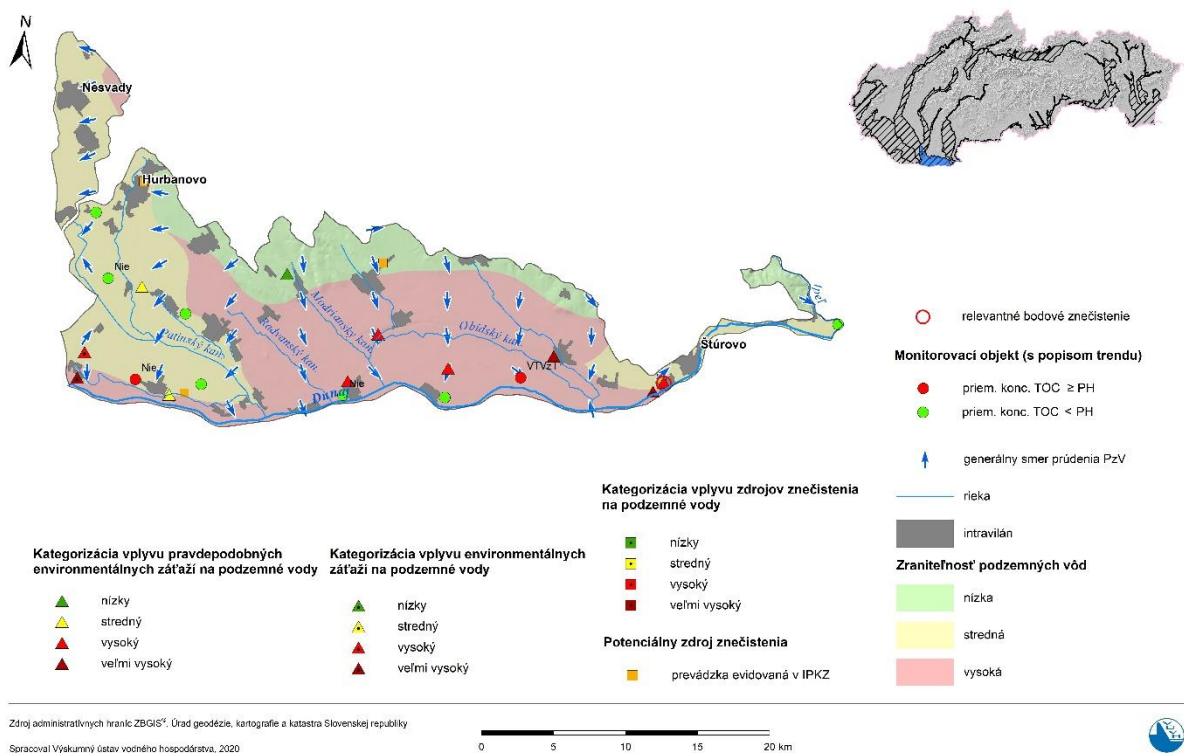 N
Nesvady
Hurbanovo
Nie
Patinský kan.
Rodvanský kan.
Modriansky kan.
Obidský kan.
Ipeľ
Štúrovo
VTVzT
Nie
Nie
Dunaj
relevantné bodové znečistenie
Monitorovací objekt (s popisom trendu)
priem. konc. TOC ≥ PH
priem. konc. TOC < PH
generálny smer prúdenia PzV
rieka
intravilán
Zraniteľnosť podzemných vôd
nízka
stredná
vysoká
Kategorizácia vplyvu zdrojov znečistenia
na podzemné vody
nízky
stredný
vysoký
veľmi vysoký
Potenciálny zdroj znečistenia
prevádzka evidovaná v IPKZ
Kategorizácia vplyvu pravdepodobných
environmentálnych záťaží na podzemné vody
nízky
stredný
vysoký
veľmi vysoký
Kategorizácia vplyvu environmentálnych
záťaží na podzemné vody
nízky
stredný
vysoký
veľmi vysoký
Zdroj administratívnych hraníc ZBGIS®. Úrad geodézie, kartografie a katastra Slovenskej republiky
Spracoval Výskumný ústav vodného hospodárstva, 2020
0 5 10 15 20 km